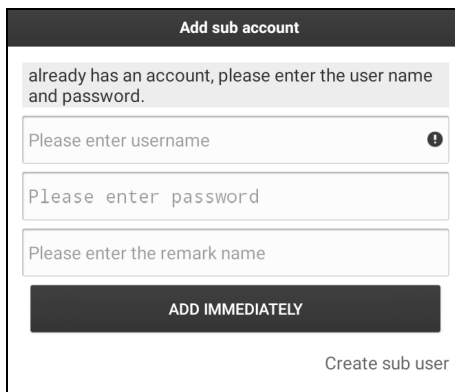 Add sub account
already has an account, please enter the user name
and password.
Please enter username
Please enter password
Please enter the remark name
ADD IMMEDIATELY
Create sub user